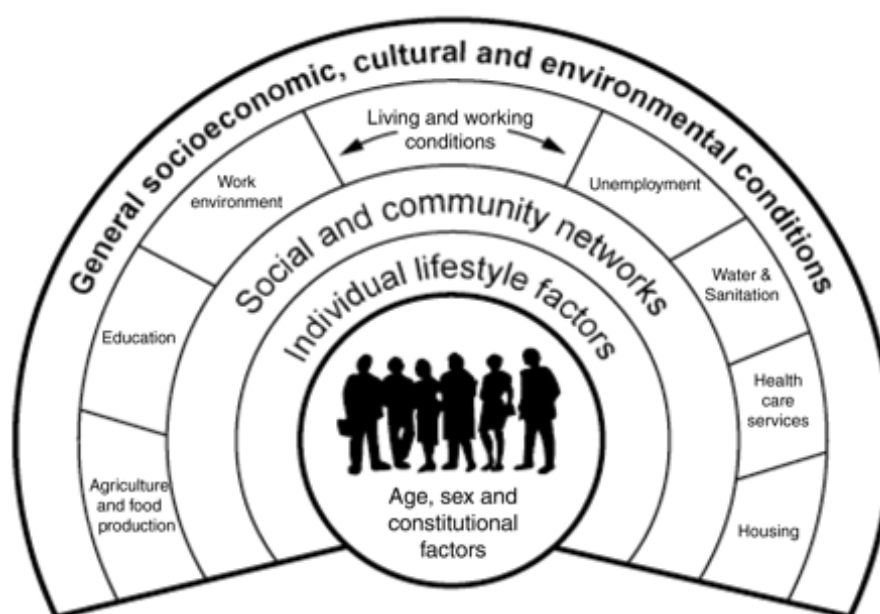 General socioeconomic, cultural and environmental conditions
Living and working
conditions
Work
environment
Unemployment
Education
Water &
Sanitation
Agriculture
and food
production
Health
care
services
Housing
Social and community networks
Individual lifestyle factors
Age, sex and
constitutional
factors